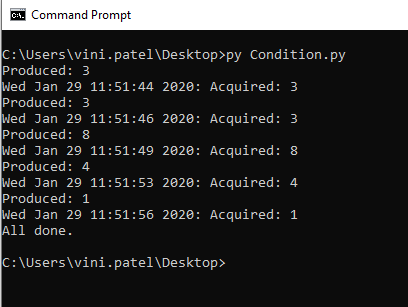 Command Prompt
C:\Users\vini.patel\Desktop>py Condition.py
Produced: 3
Wed Jan 29 11:51:44 2020: Acquired: 3
Produced: 3
Wed Jan 29 11:51:46 2020: Acquired: 3
Produced: 8
Wed Jan 29 11:51:49 2020: Acquired: 8
Produced: 4
Wed Jan 29 11:51:53 2020: Acquired: 4
Produced: 1
Wed Jan 29 11:51:56 2020: Acquired: 1
All done.
C:\Users\vini.patel\Desktop>